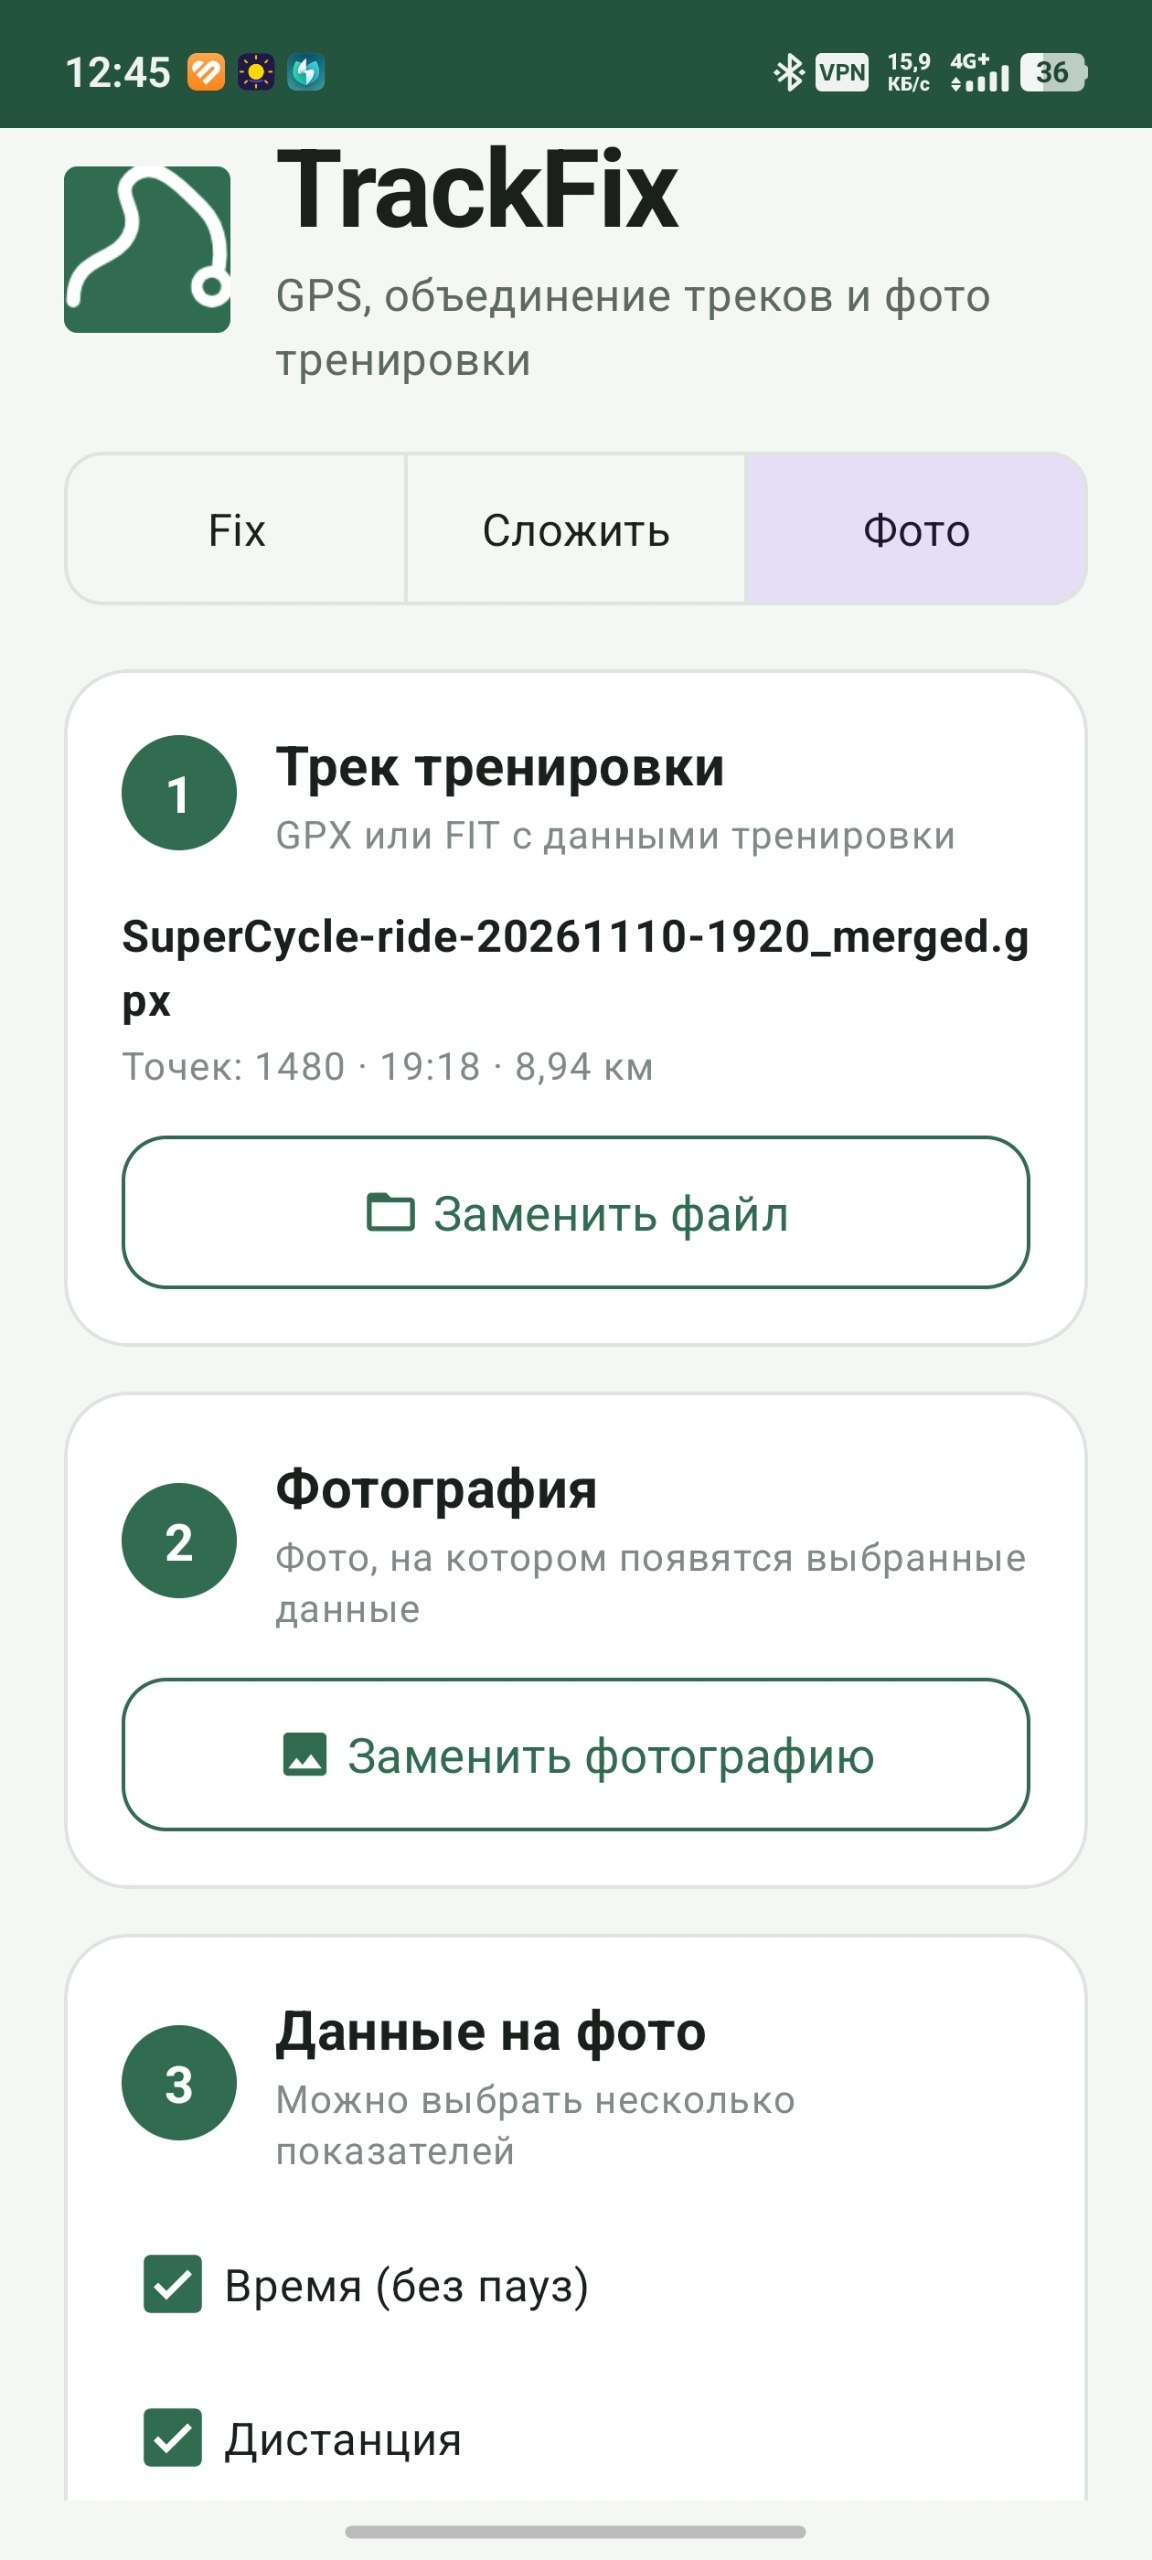 12:45
VPN
15,9
КБ/с
4G+
36
TrackFix
GPS, объединение треков и фото
тренировки
Fix
Сложить
Фото
1
Трек тренировки
GPX или FIT с данными тренировки
SuperCycle-ride-20261110-1920_merged.g
px
Точек: 1480 · 19:18 · 8,94 км
Заменить файл
2
Фотография
Фото, на котором появятся выбранные
данные
Заменить фотографию
3
Данные на фото
Можно выбрать несколько
показателей
Время (без пауз)
Дистанция